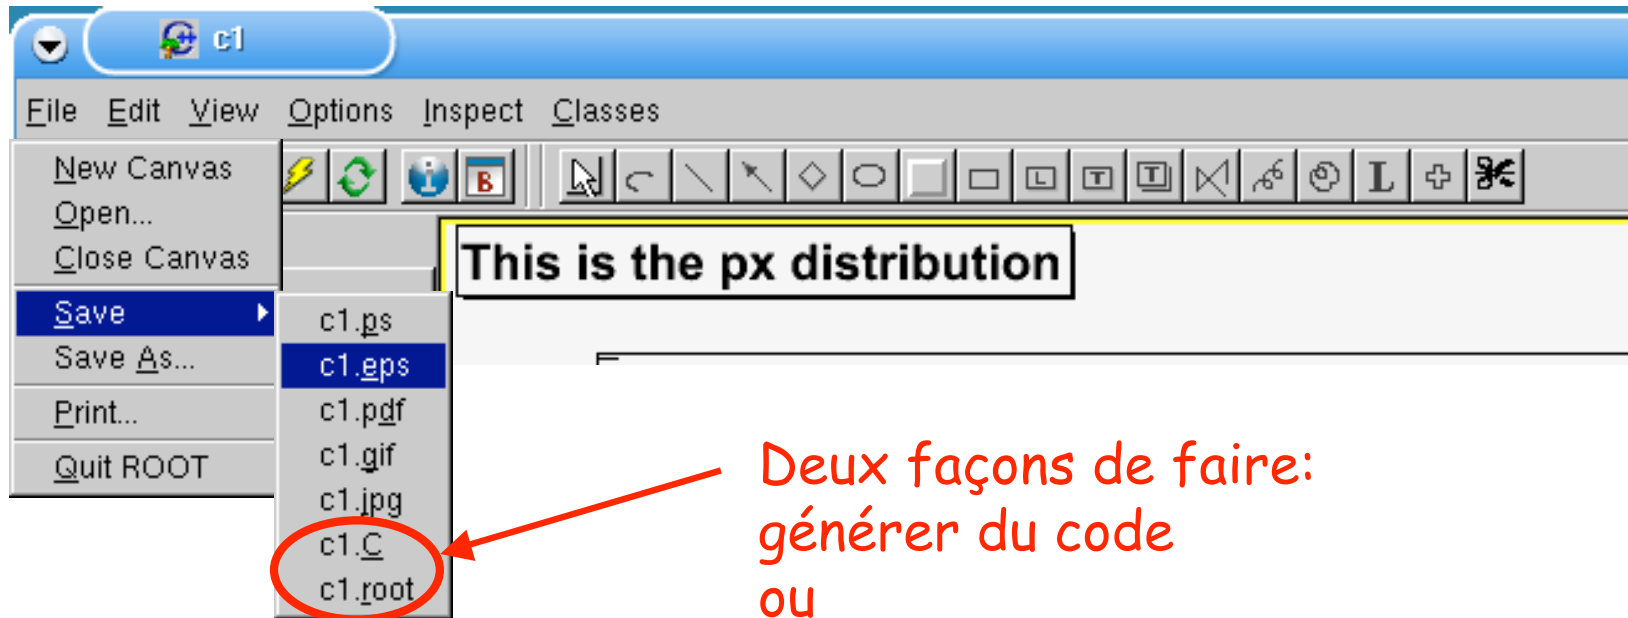 c1
File Edit View Options Inspect Classes
New Canvas
Open...
Close Canvas
Save
Save As...
Print...
Quit ROOT
B
L
T
T
L
This is the px distribution
c1.ps
c1.eps
c1.pdf
c1.gif
c1.jpg
c1.C
c1.root
Deux façons de faire:
générer du code
ou